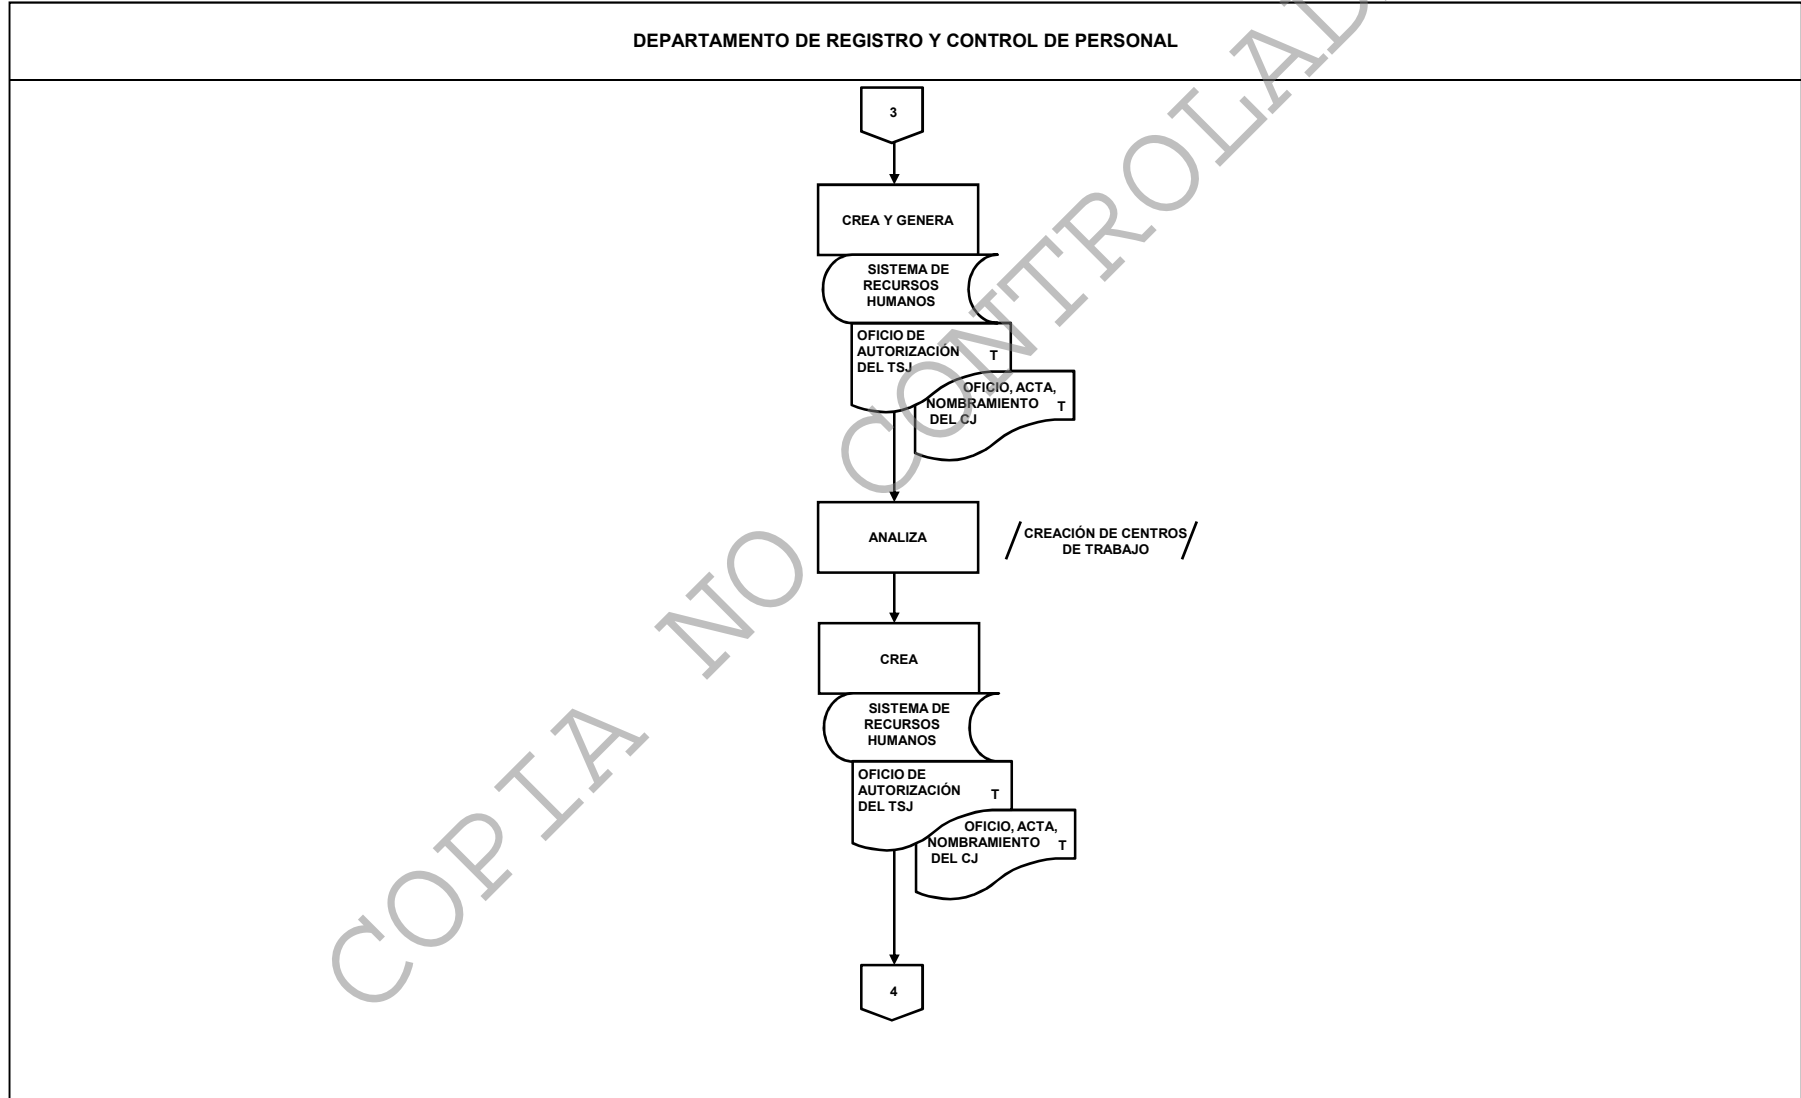 DEPARTAMENTO DE REGISTRO Y CONTROL DE PERSONAL
3
CREA Y GENERA
SISTEMA DE
RECURSOS
HUMANOS
OFICIO DE
AUTORIZACIÓN T
DEL TSJ
OFICIO, ACTA,
NOMBRAMIENTO T
DEL CJ
ANALIZA
CREACIÓN DE CENTROS
DE TRABAJO
CREA
SISTEMA DE
RECURSOS
HUMANOS
OFICIO DE
AUTORIZACIÓN T
DEL TSJ
OFICIO, ACTA,
NOMBRAMIENTO T
DEL CJ
4
COPIA NO CONTROLAD